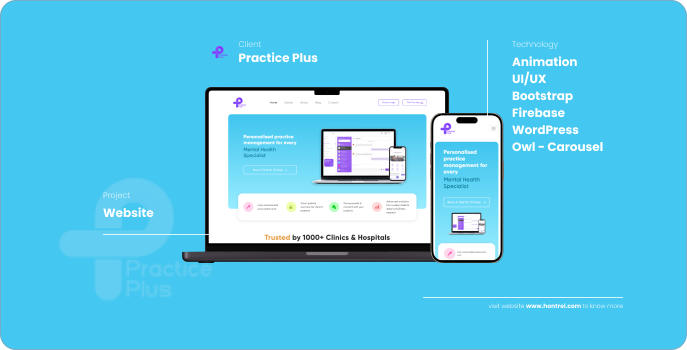 Client
Practice Plus
Technology
Animation
UI/UX
Bootstrap
Firebase
WordPress
Owl - Carousel
Project
Website
Practice
Plus
Home
Personalised practice
management for every
Mental Health
Specialist
Trusted by 1000+ Clinics & Hospitals
Personalised
practice
management for
every
Mental Health
Specialist
visit website www.hontrel.com to know more